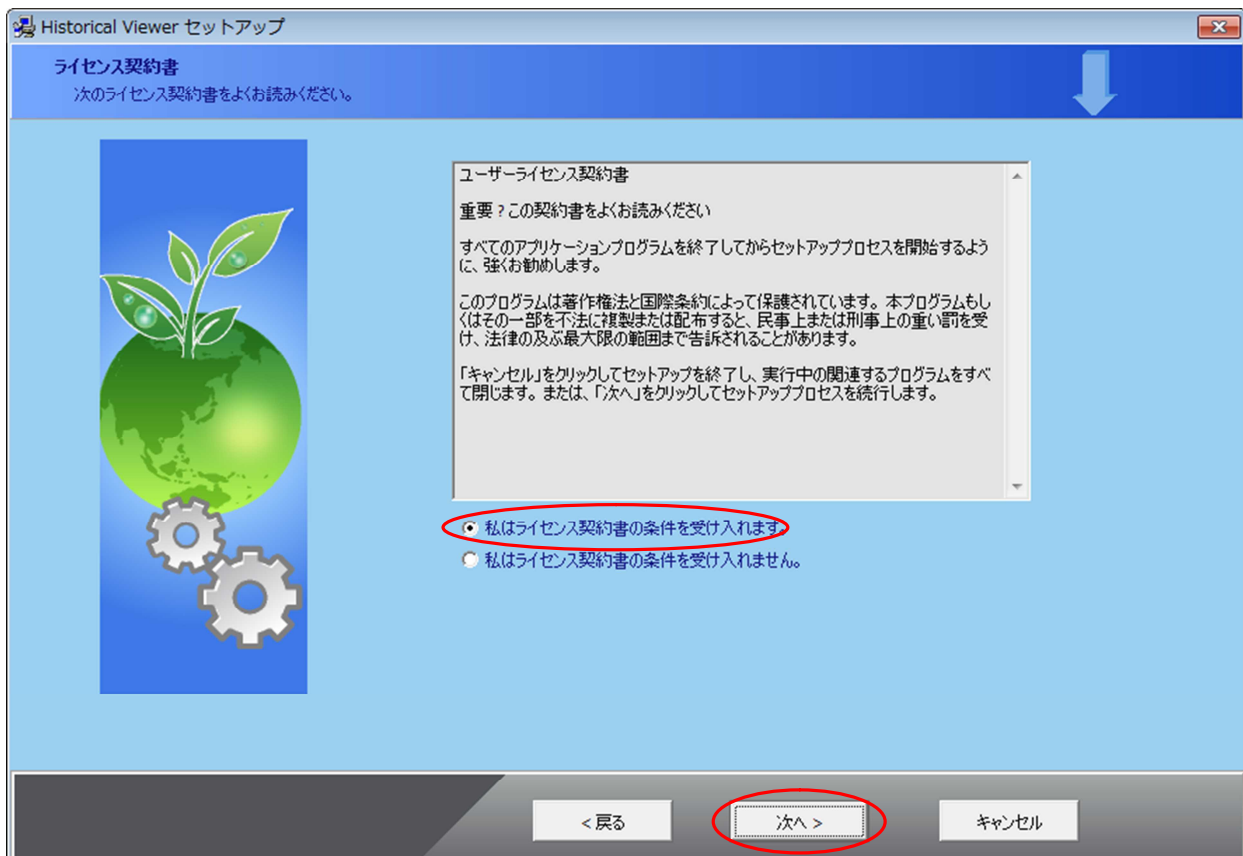 Historical Viewer セットアップ
ライセンス契約書
次のライセンス契約書をよくお読みください。
ユーザーライセンス契約書
重要?この契約書をよくお読みください
すべてのアプリケーションプログラムを終了してからセットアッププロセスを開始するよう
に、強くお勧めします。
このプログラムは著作権法と国際条約によって保護されています。本プログラムもし
くはその一部を不法に複製または配布すると、民事上または刑事上の重い罰を受
け、法律の及ぶ最大限の範囲まで告訴されることがあります。
「キャンセル」をクリックしてセットアップを終了し、実行中の関連するプログラムをすべ
て閉じます。または、「次へ」をクリックしてセットアッププロセスを続行します。
私はライセンス契約書の条件を受け入れます。
私はライセンス契約書の条件を受け入れません。
< 戻る
次へ >
キャンセル